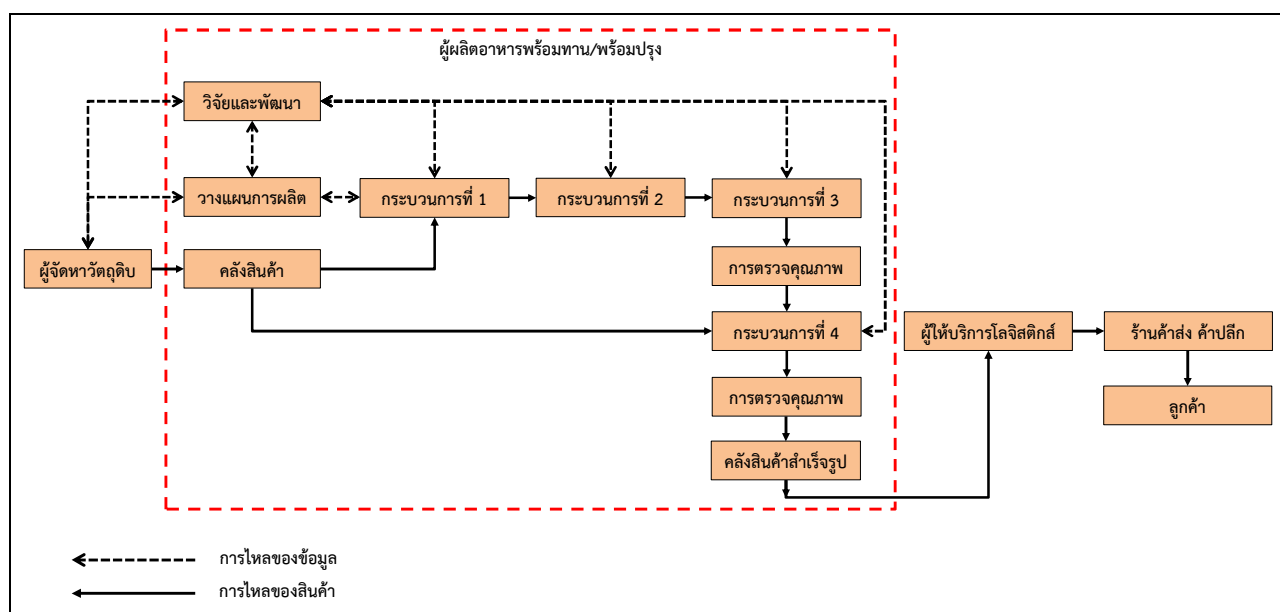 ผู้ผลิตอาหารพร้อมทาน/พร้อมปรุง
วิจัยและพัฒนา
วางแผนการผลิต
กระบวนการที่ 1
กระบวนการที่ 2
กระบวนการที่ 3
ผู้จัดหาวัตถุดิบ
คลังสินค้า
การตรวจคุณภาพ
กระบวนการที่ 4
ผู้ให้บริการโลจิสติกส์
ร้านค้าส่ง ค้าปลีก
การตรวจคุณภาพ
ลูกค้า
คลังสินค้าสำเร็จรูป
การไหลของข้อมูล
การไหลของสินค้า